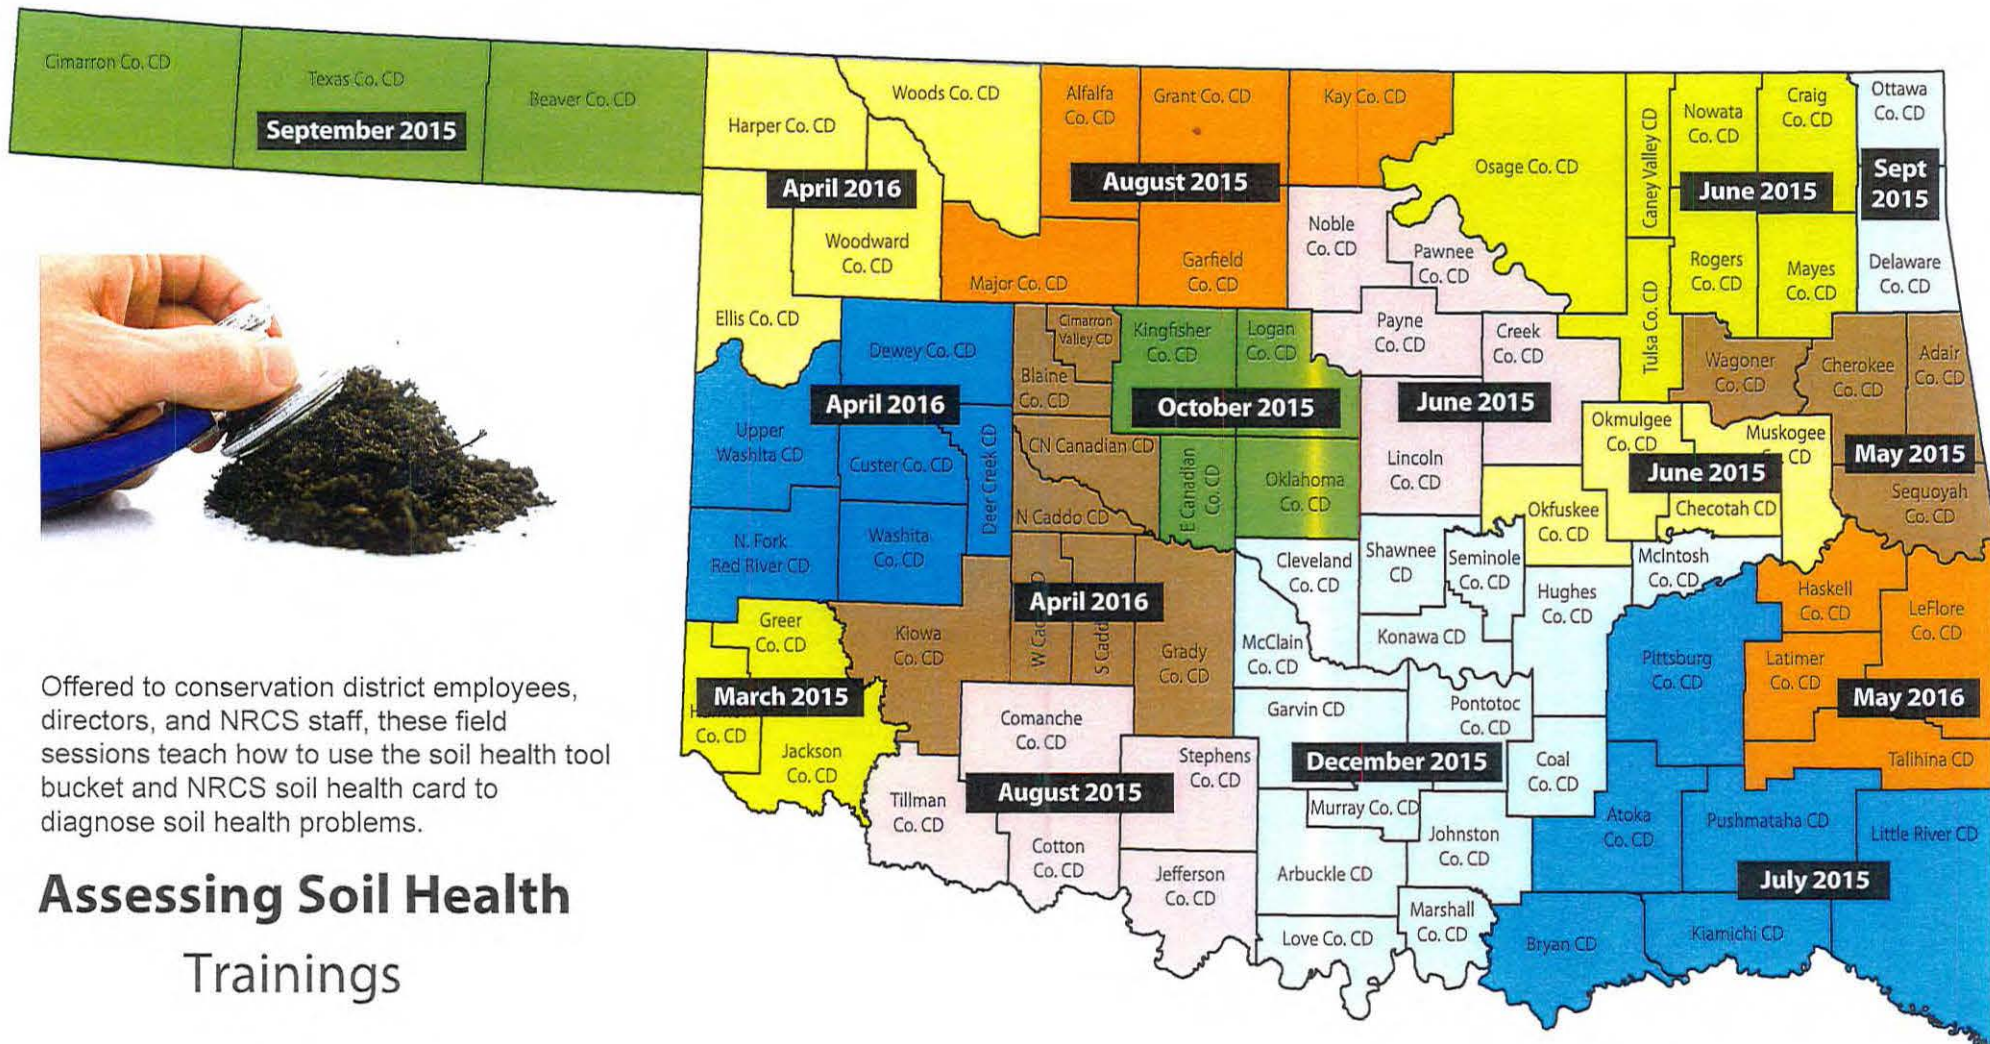 Cimarron Co. CD
Texas Co. CD
Beaver Co. CD
September 2015
Harper Co. CD
Woods Co. CD
April 2016
Woodward
Co. CD
Ellis Co. CD
Alfalfa
Co. CD
Grant Co. CD
Kay Co. CD
August 2015
Major Co. CD
Garfield
Co. CD
Osage Co. CD
Caney Valley CD
Nowata
Co. CD
Craig
Co. CD
June 2015
Rogers
Co. CD
Mayes
Co. CD
Tulsa Co. CD
Ottawa
Co. CD
Sept
2015
Delaware
Co. CD
Noble
Co. CD
Pawnee
Co. CD
Payne
Co. CD
Creek
Co. CD
June 2015
Lincoln
Co. CD
Dewey Co. CD
April 2016
Upper
Washita CD
Custer Co. CD
Deer Creek CD
N. Fork
Red River CD
Washita
Co. CD
Cimarron
Valley CD
Blaine
Co. CD
CN Canadian CD
N Caddo CD
Kingfisher
Co. CD
Logan
Co. CD
October 2015
E Canadian
Co. CD
Oklahoma
Co. CD
Wagoner
Co. CD
Cherokee
Co. CD
Adair
Co. CD
May 2015
Sequoyah
Co. CD
Okmulgee
Co. CD
Muskogee
Co. CD
June 2015
Okfuskee
Co. CD
Checotah CD
April 2016
Kiowa
Co. CD
W Cad
D
S Cadd
Grady
Co. CD
Greer
Co. CD
March 2015
Co. CD
Jackson
Co. CD
Comanche
Co. CD
Stephens
Co. CD
August 2015
Tillman
Co. CD
Cotton
Co. CD
Jefferson
Co. CD
Cleveland
Co. CD
Shawnee
CD
Seminole
Co. CD
McIntosh
Co. CD
Hughes
Co. CD
Konawa CD
McClain
Co. CD
Garvin CD
Pontotoc
Co. CD
December 2015
Coal
Co. CD
Murray Co. CD
Johnston
Co. CD
Arbuckle CD
Marshall
Co. CD
Love Co. CD
Haskell
Co. CD
LeFlore
Co. CD
Latimer
Co. CD
May 2016
Talihina CD
Pittsburg
Co. CD
Atoka
Co. CD
Pushmataha CD
Little River CD
July 2015
Bryan CD
Kiamichi CD
Offered to conservation district employees,
directors, and NRCS staff, these field
sessions teach how to use the soil health tool
bucket and NRCS soil health card to
diagnose soil health problems.
Assessing Soil Health
Trainings